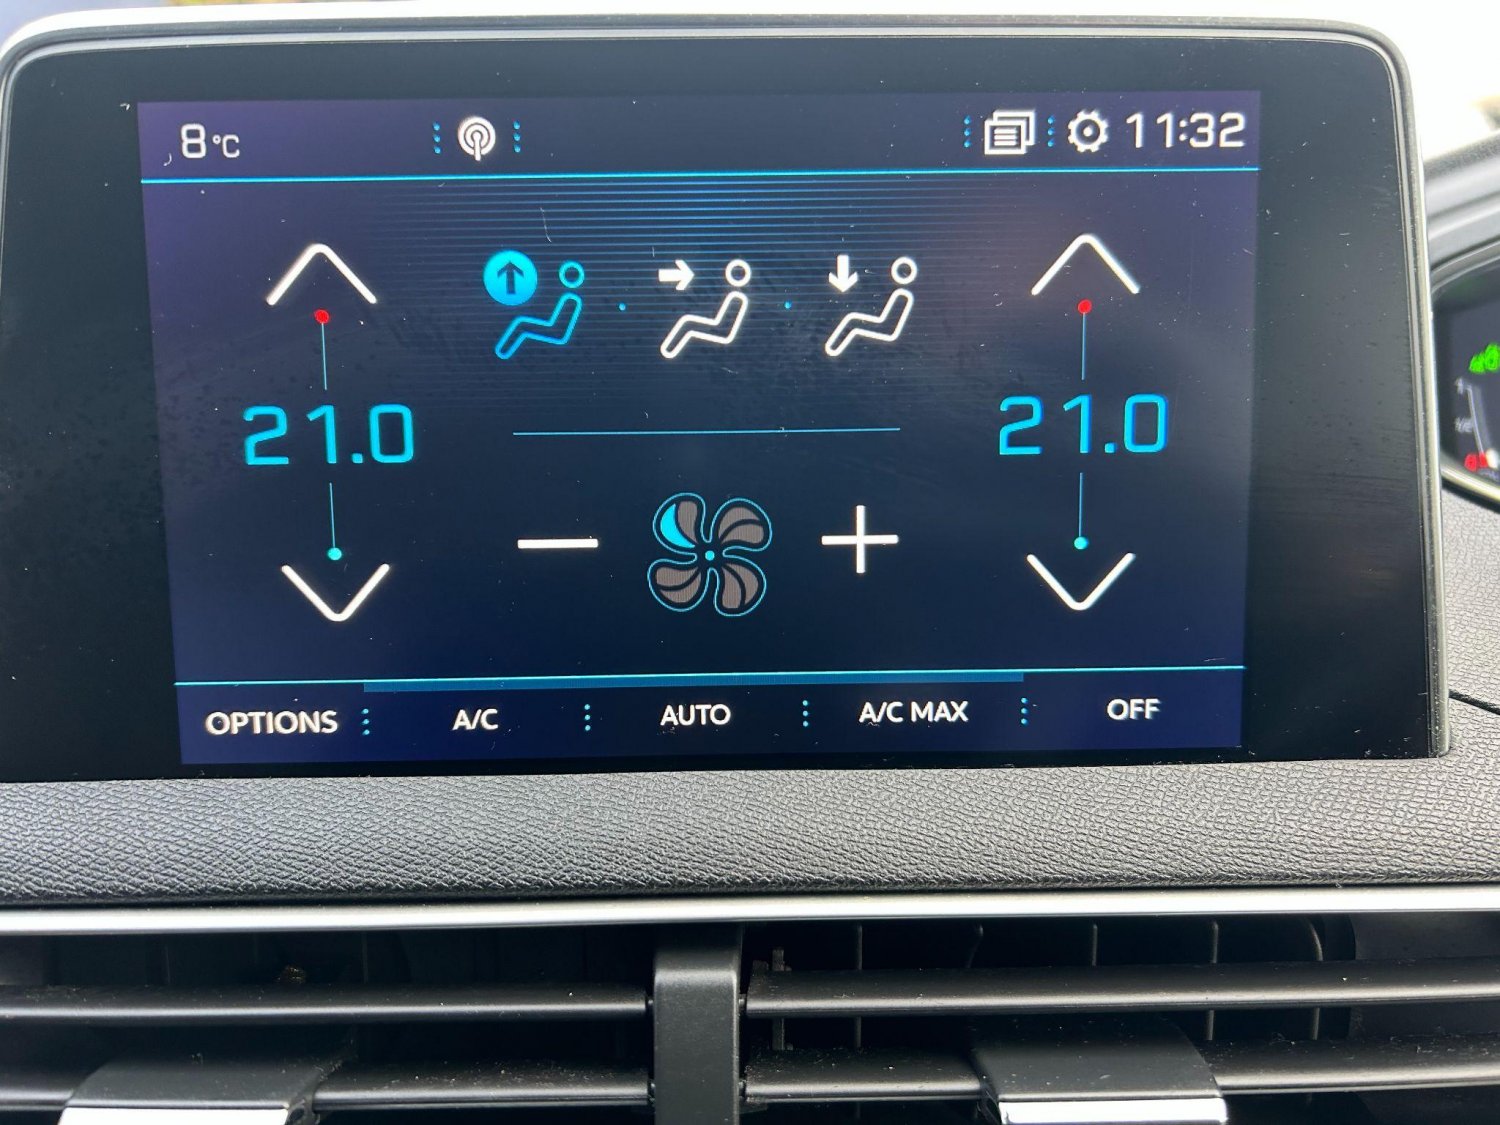 8°C
11:32
21.0
21.0
OPTIONS
A/C
AUTO
A/C MAX
OFF